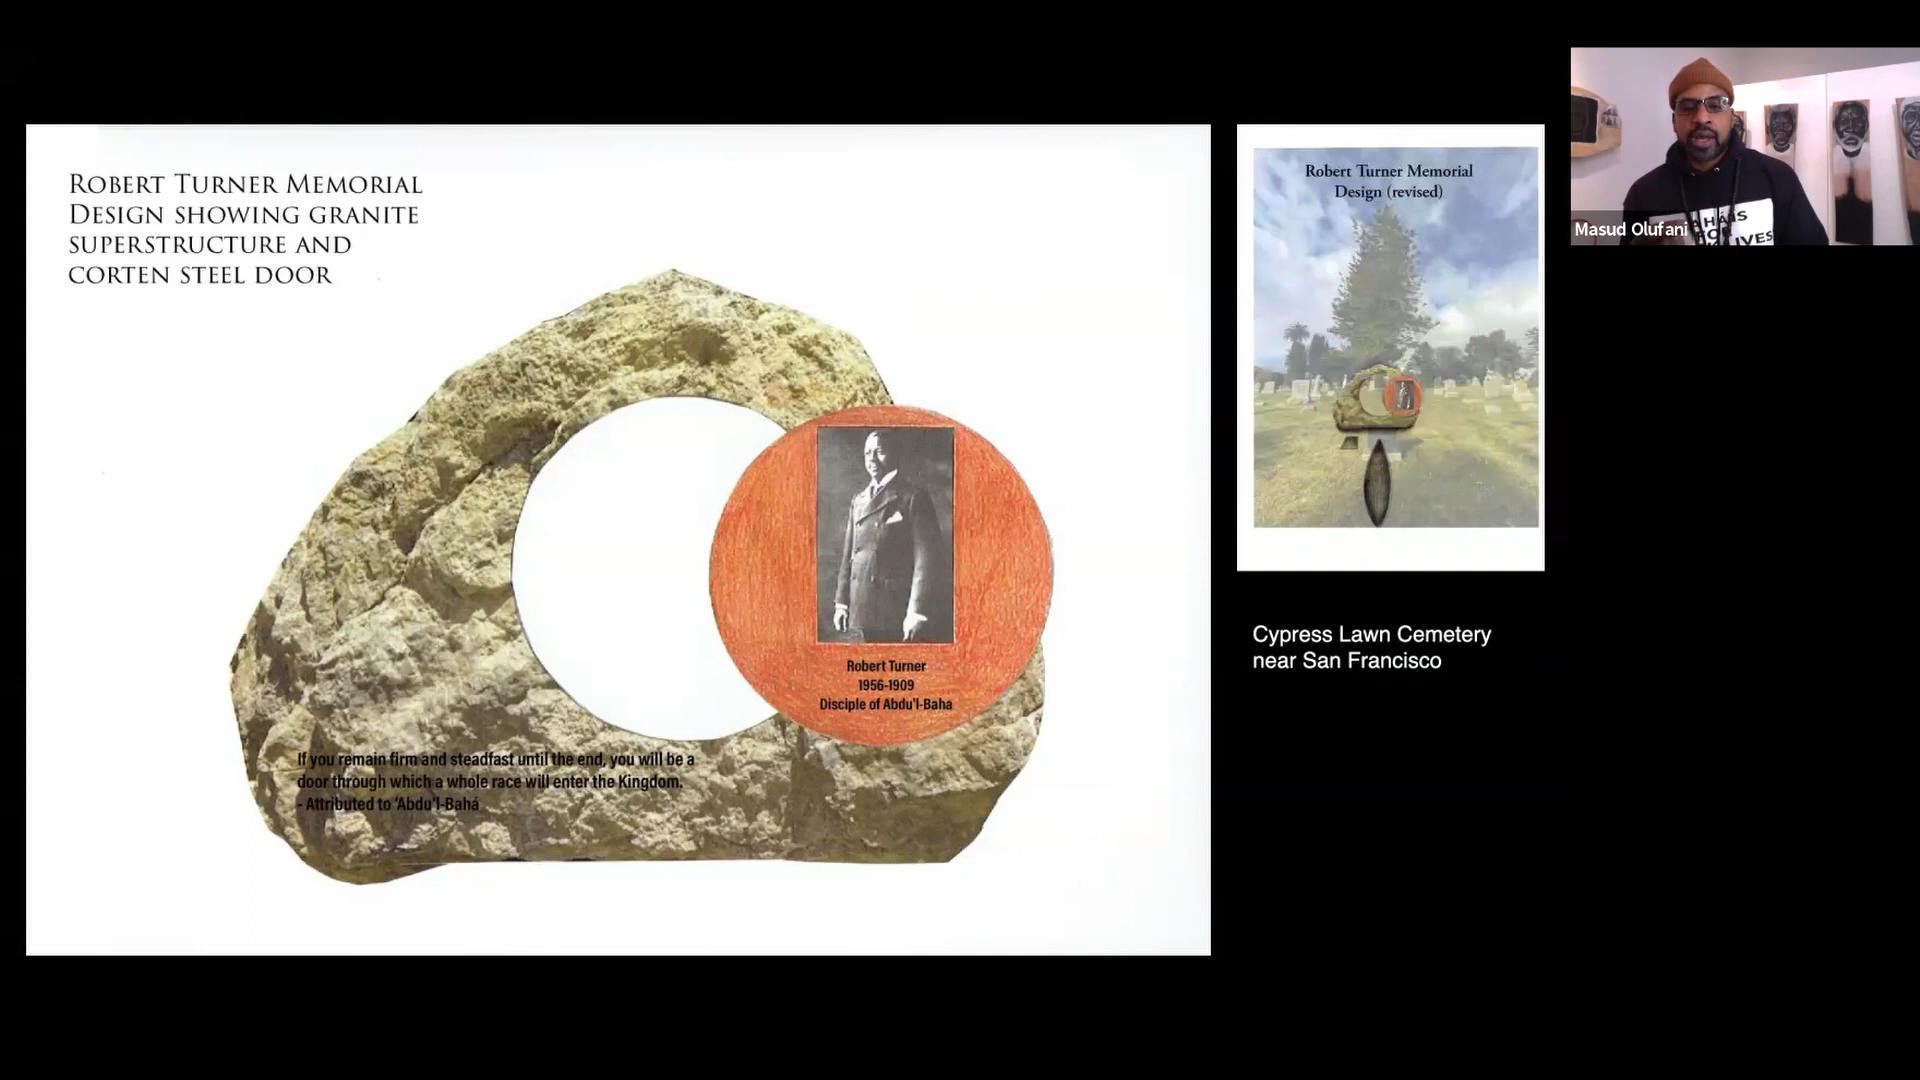 ROBERT TURNER MEMORIAL
DESIGN SHOWING GRANITE
SUPERSTRUCTURE AND
CORTEN STEEL DOOR
Robert Turner
1956-1909
Disciple of Abdu'l-Baha
If you remain firm and steadfast until the end, you will be a
door through which a whole race will enter the Kingdom.
- Attributed to 'Abdu'l-Bahá
Robert Turner Memorial
Design (revised)
Cypress Lawn Cemetery
near San Francisco
Masud Olufani